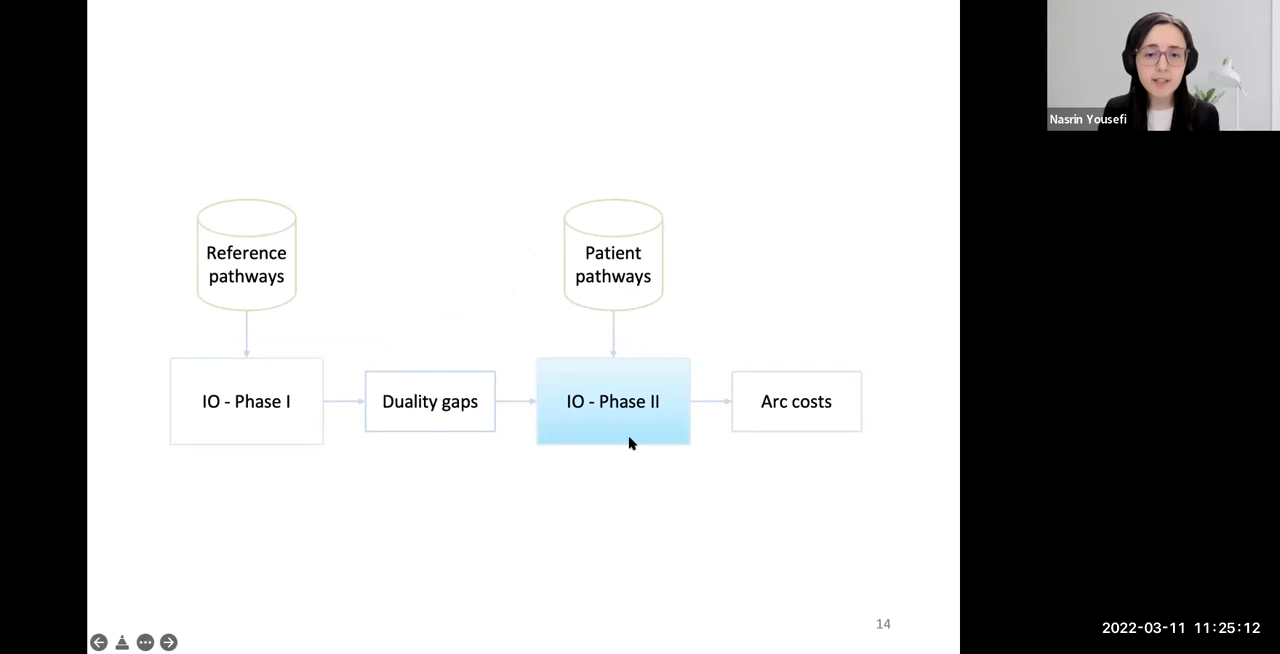 Nasrin Yousefi
Reference
pathways
Patient
pathways
IO - Phase I
Duality gaps
IO - Phase II
Arc costs
14
2022-03-11 11:25:12